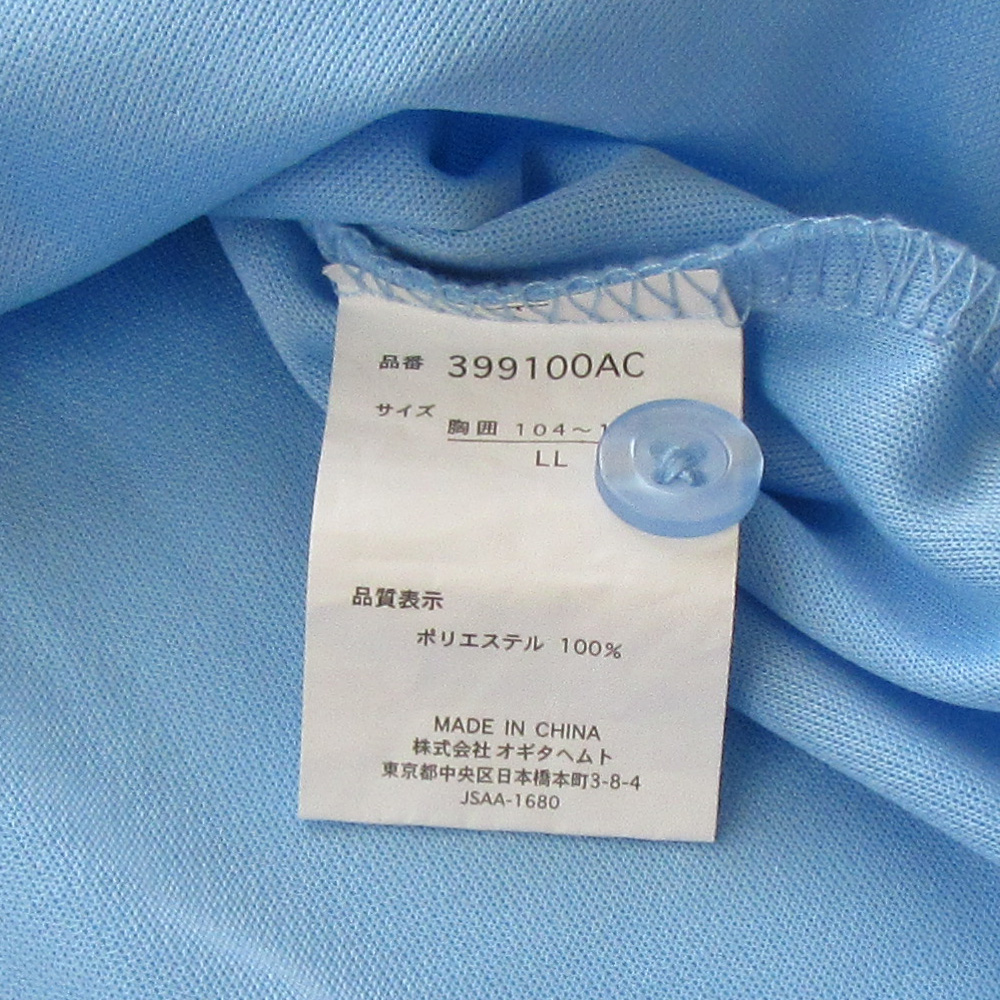 品番 399100AC
サイズ 胸囲 104～
LL
品質表示
ポリエステル 100%
MADE IN CHINA
株式会社 オギタヘムト
東京都中央区日本橋本町3-8-4
JSAA-1680